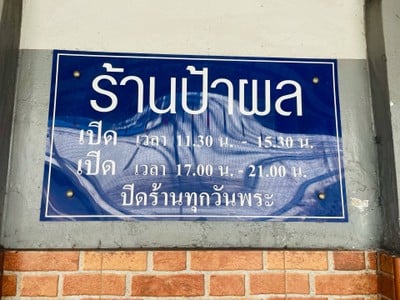 ร้านป้าผล
เปิด เวลา 11.30 น. - 15.30 น.
เปิด เวลา 17.00 น. - 21.00 น.
ปิดร้านทุกวันพระ